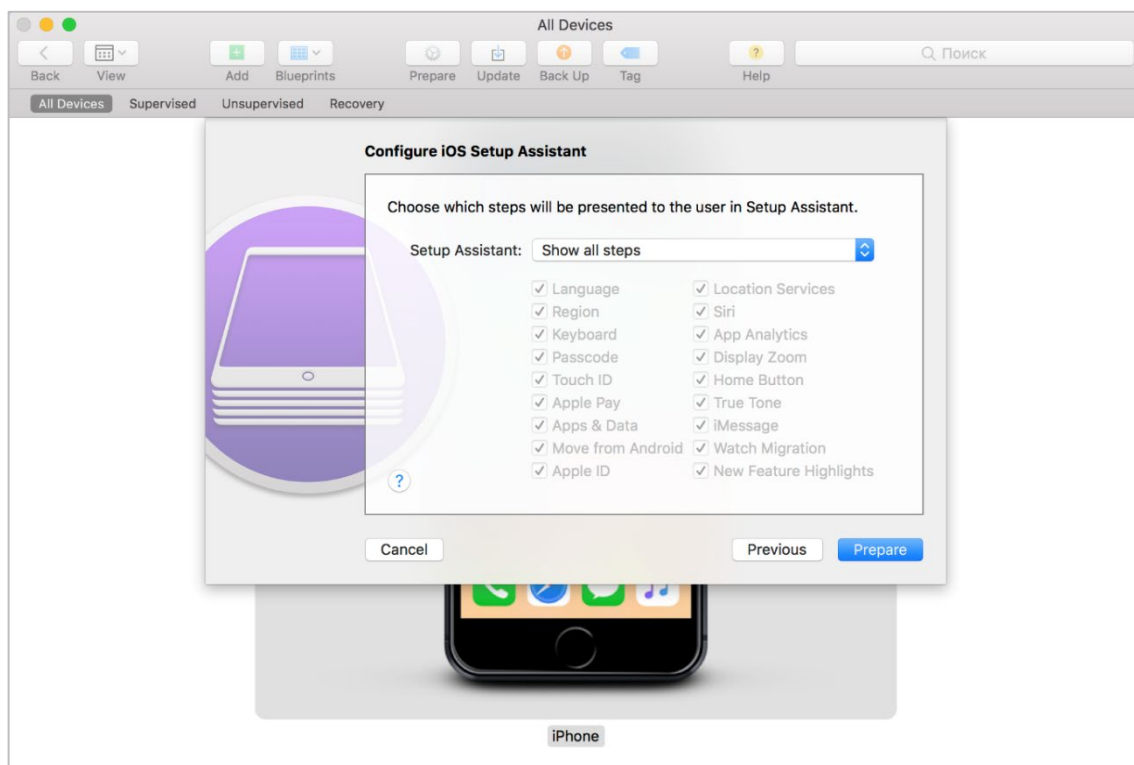 All Devices
Back View Add Blueprints Prepare Update Back Up Tag Help Поиск
All Devices Supervised Unsupervised Recovery
Configure iOS Setup Assistant
Choose which steps will be presented to the user in Setup Assistant.
Setup Assistant: Show all steps
Language Location Services
Region Siri
Keyboard App Analytics
Passcode Display Zoom
Touch ID Home Button
Apple Pay True Tone
Apps & Data iMessage
Move from Android Watch Migration
Apple ID New Feature Highlights
?
Cancel Previous Prepare
iPhone